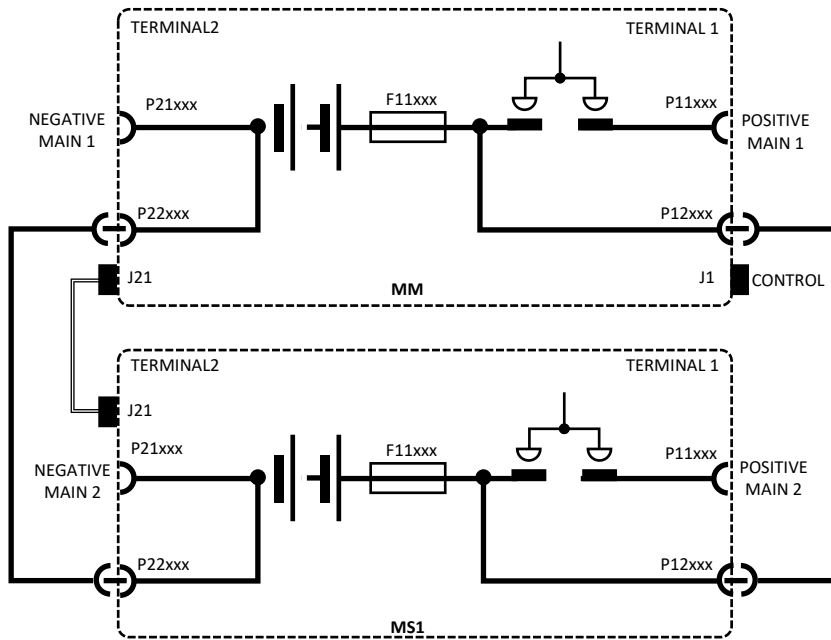 TERMINAL2
TERMINAL 1
P21xxx
F11xxx
P11xxx
NEGATIVE
MAIN 1
POSITIVE
MAIN 1
P22xxx
P12xxx
J21
MM
J1
CONTROL
TERMINAL2
TERMINAL 1
J21
P21xxx
F11xxx
P11xxx
NEGATIVE
MAIN 2
POSITIVE
MAIN 2
P22xxx
P12xxx
MS1